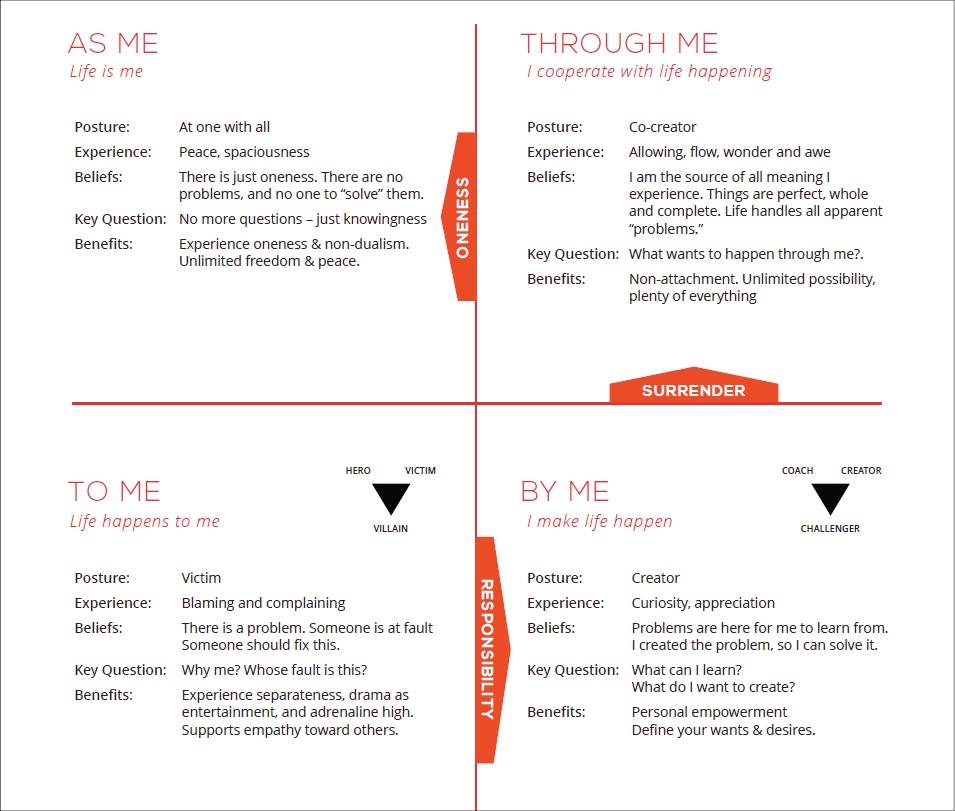 AS ME
Life is me
Posture: At one with all
Experience: Peace, spaciousness
Beliefs: There is just oneness. There are no
problems, and no one to “solve” them.
Key Question: No more questions – just knowingness
Benefits: Experience oneness & non-dualism.
Unlimited freedom & peace.
ONENESS
THROUGH ME
I cooperate with life happening
Posture: Co-creator
Experience: Allowing, flow, wonder and awe
Beliefs: I am the source of all meaning I
experience. Things are perfect, whole
and complete. Life handles all apparent
“problems.”
Key Question: What wants to happen through me?.
Benefits: Non-attachment. Unlimited possibility,
plenty of everything
SURRENDER
TO ME
Life happens to me
HERO VICTIM
VILLAIN
Posture: Victim
Experience: Blaming and complaining
Beliefs: There is a problem. Someone is at fault
Someone should fix this.
Key Question: Why me? Whose fault is this?
Benefits: Experience separateness, drama as
entertainment, and adrenaline high.
Supports empathy toward others.
RESPONSIBILITY
BY ME
I make life happen
COACH CREATOR
CHALLENGER
Posture: Creator
Experience: Curiosity, appreciation
Beliefs: Problems are here for me to learn from.
I created the problem, so I can solve it.
Key Question: What can I learn?
What do I want to create?
Benefits: Personal empowerment
Define your wants & desires.